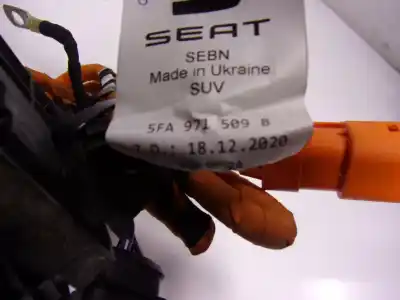 SEAT
SEBN
Made in Ukraine
SUV
5FA 971 509 B
18.12.2020